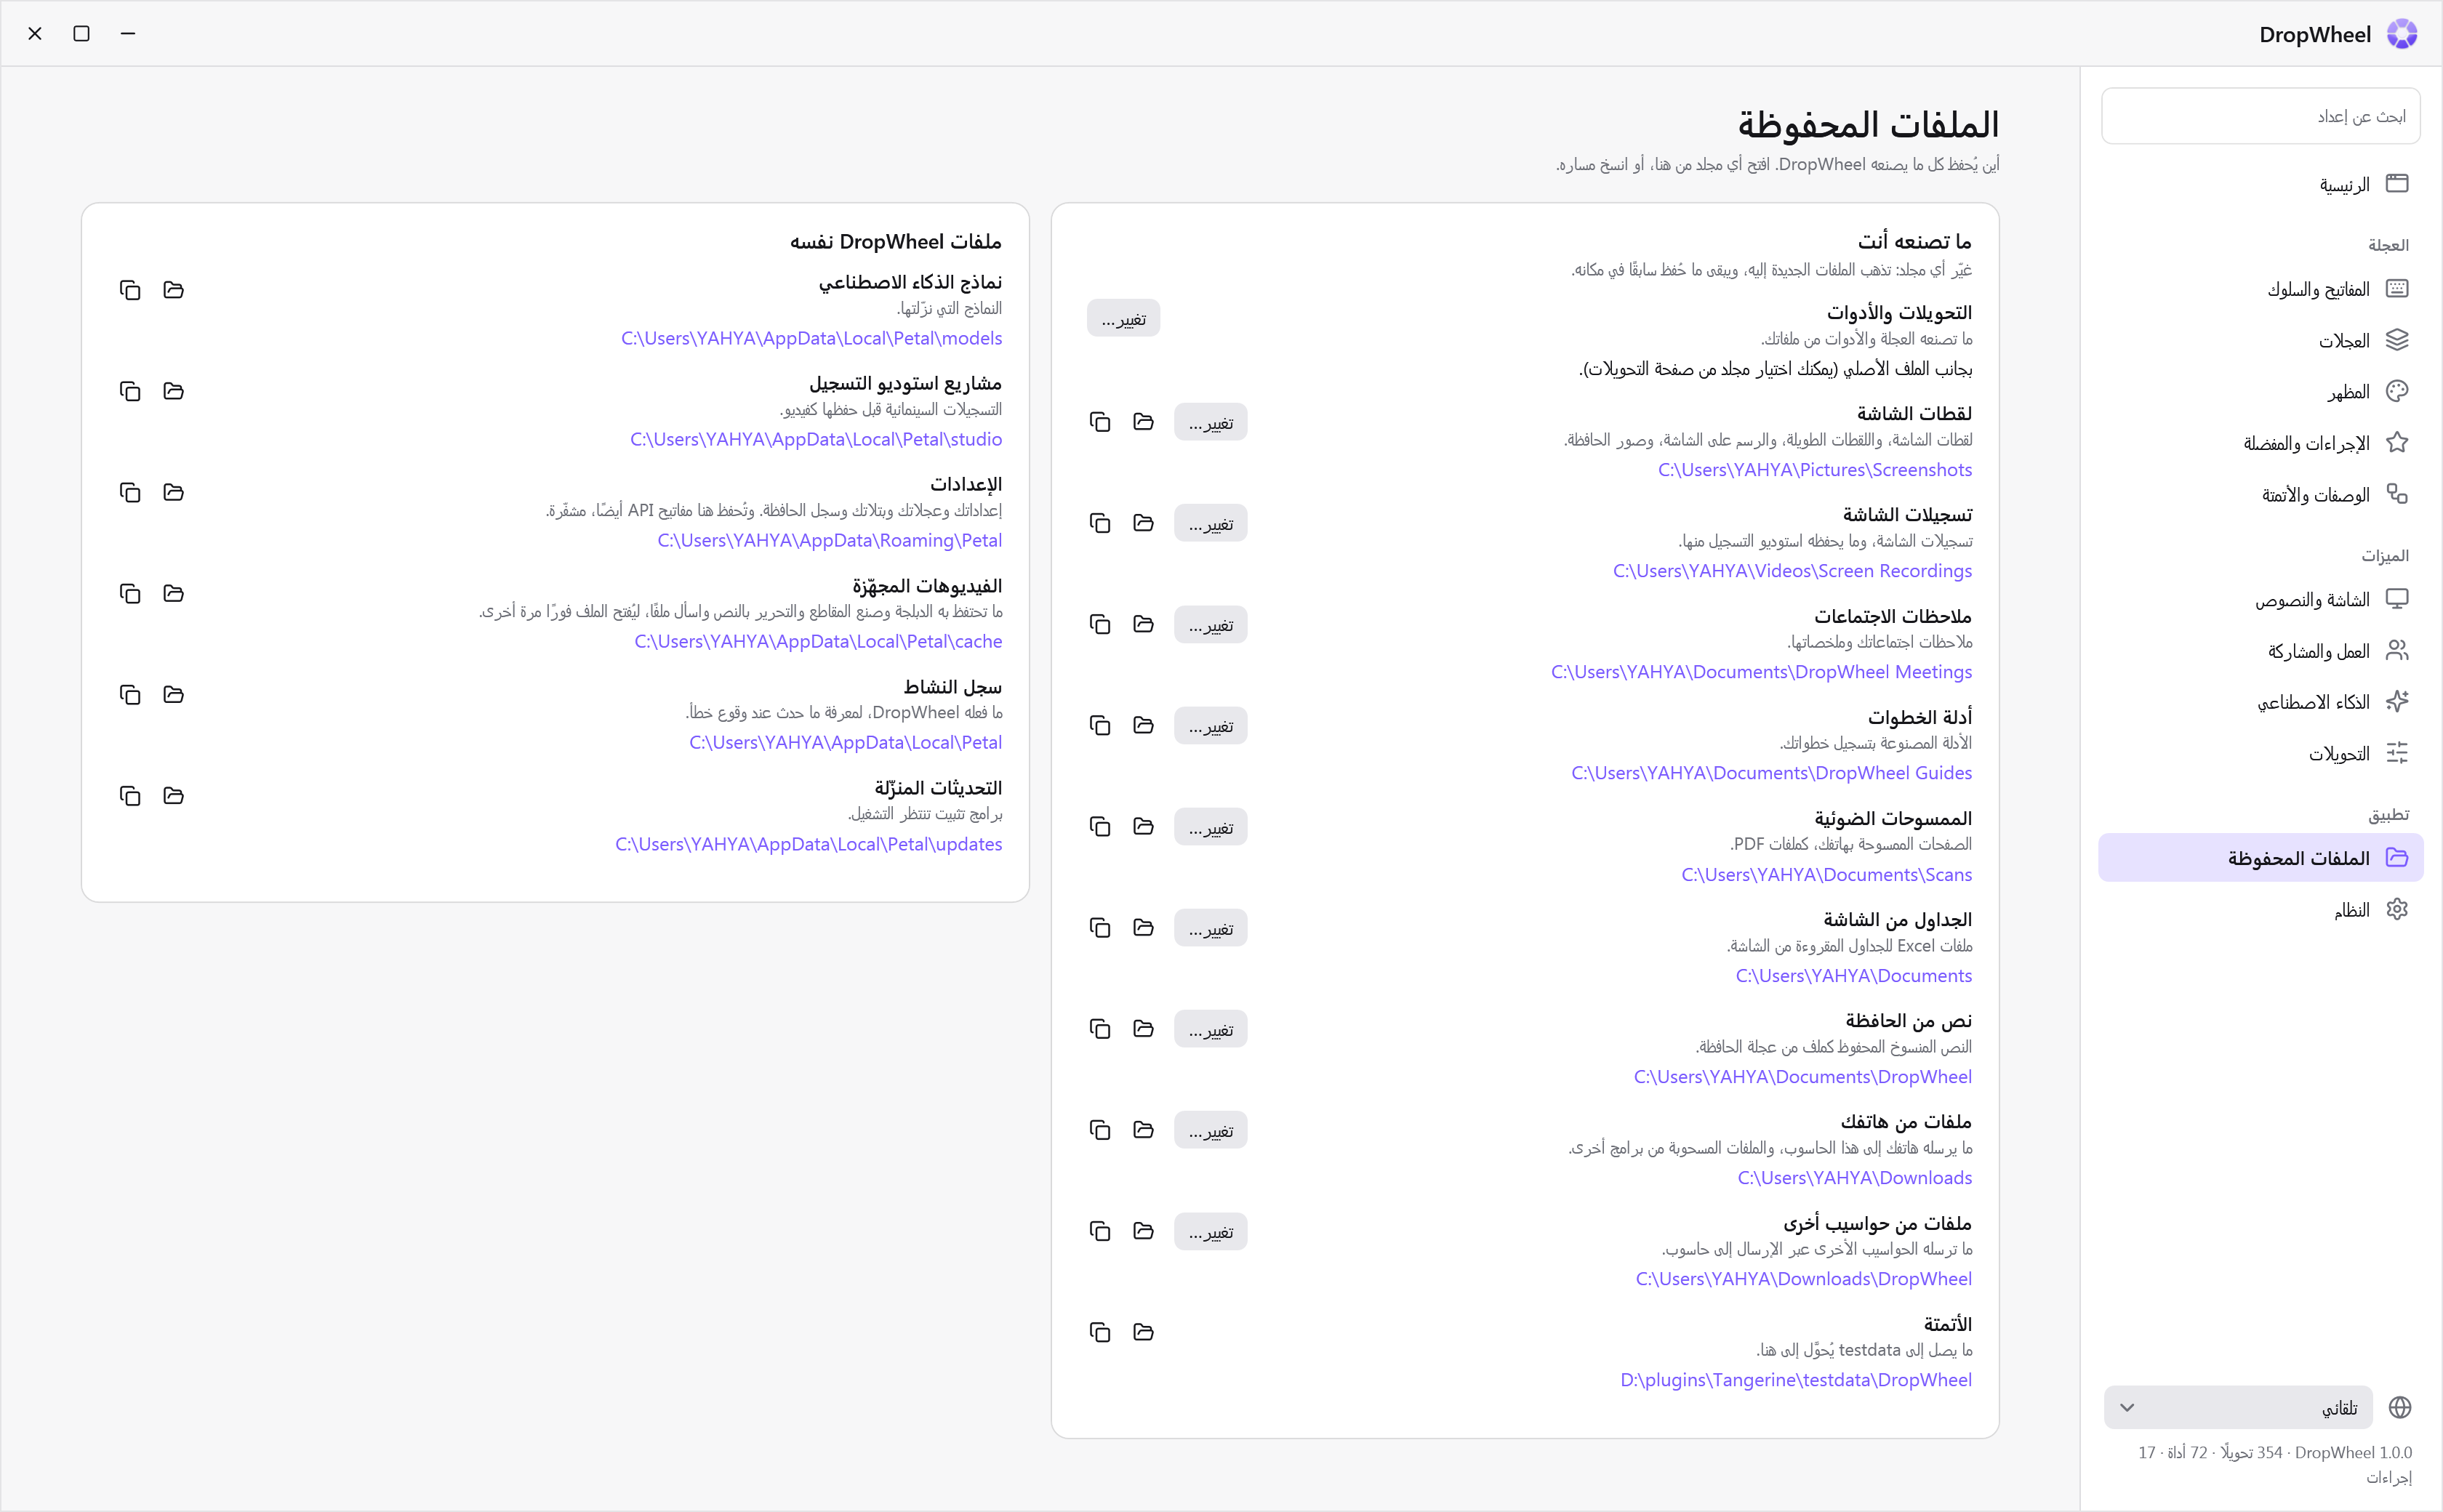 DropWheel
ابحث عن إعداد
الرئيسية
العجلة
المفاتيح والسلوك
العجلات
المظهر
الإجراءات والمفضلة
الوصفات والأتمتة
الميزات
الشاشة والنصوص
العمل والمشاركة
الذكاء الاصطناعي
التحويلات
تطبيق
الملفات المحفوظة
النظام
تلقائي
DropWheel 1.0.0 · 354 تحويلًا · 72 أداة · 17
إجراءات
الملفات المحفوظة
أين يُحفظ كل ما يصنعه DropWheel. افتح أي مجلد من هنا، أو انسخ مساره.
ما تصنعه أنت
غيّر أي مجلد: تذهب الملفات الجديدة إليه، ويبقى ما حُفظ سابقًا في مكانه.
التحويلات والأدوات
تغيير...
ما تصنعه العجلة والأدوات من ملفاتك.
بجانب الملف الأصلي (يمكنك اختيار مجلد من صفحة التحويلات).
لقطات الشاشة
تغيير...
لقطات الشاشة، واللقطات الطويلة، والرسم على الشاشة، وصور الحافظة.
C:\Users\YAHYA\Pictures\Screenshots
تسجيلات الشاشة
تغيير...
تسجيلات الشاشة، وما يحفظه استوديو التسجيل منها.
C:\Users\YAHYA\Videos\Screen Recordings
ملاحظات الاجتماعات
تغيير...
ملاحظات اجتماعاتك وملخصاتها.
C:\Users\YAHYA\Documents\DropWheel Meetings
أدلة الخطوات
تغيير...
الأدلة المصنوعة بتسجيل خطواتك.
C:\Users\YAHYA\Documents\DropWheel Guides
الممسوحات الضوئية
تغيير...
الصفحات الممسوحة بهاتفك، كملفات PDF.
C:\Users\YAHYA\Documents\Scans
الجداول من الشاشة
تغيير...
ملفات Excel للجداول المقروءة من الشاشة.
C:\Users\YAHYA\Documents
نص من الحافظة
تغيير...
النص المنسوخ المحفوظ كملف من عجلة الحافظة.
C:\Users\YAHYA\Documents\DropWheel
ملفات من هاتفك
تغيير...
ما يرسله هاتفك إلى هذا الحاسوب، والملفات المسحوبة من برامج أخرى.
C:\Users\YAHYA\Downloads
ملفات من حواسيب أخرى
تغيير...
ما ترسله الحواسيب الأخرى عبر الإرسال إلى حاسوب.
C:\Users\YAHYA\Downloads\DropWheel
الأتمتة
ما يصل إلى testdata يُحوَّل إلى هنا.
D:\plugins\Tangerine\testdata\DropWheel
ملفات DropWheel نفسه
نماذج الذكاء الاصطناعي
النماذج التي نزّلتها.
C:\Users\YAHYA\AppData\Local\Petal\models
مشاريع استوديو التسجيل
التسجيلات السينمائية قبل حفظها كفيديو.
C:\Users\YAHYA\AppData\Local\Petal\studio
الإعدادات
إعداداتك وعجلاتك وبتلاتك وسجل الحافظة. وتُحفظ هنا مفاتيح API أيضًا، مشفّرة.
C:\Users\YAHYA\AppData\Roaming\Petal
الفيديوهات المجهّزة
ما تحتفظ به الدبلجة وصنع المقاطع والتحرير بالنص واسأل ملفًا، ليُفتح الملف فورًا مرة أخرى.
C:\Users\YAHYA\AppData\Local\Petal\cache
سجل النشاط
ما فعله DropWheel، لمعرفة ما حدث عند وقوع خطأ.
C:\Users\YAHYA\AppData\Local\Petal
التحديثات المنزّلة
برامج تثبيت تنتظر التشغيل.
C:\Users\YAHYA\AppData\Local\Petal\updates